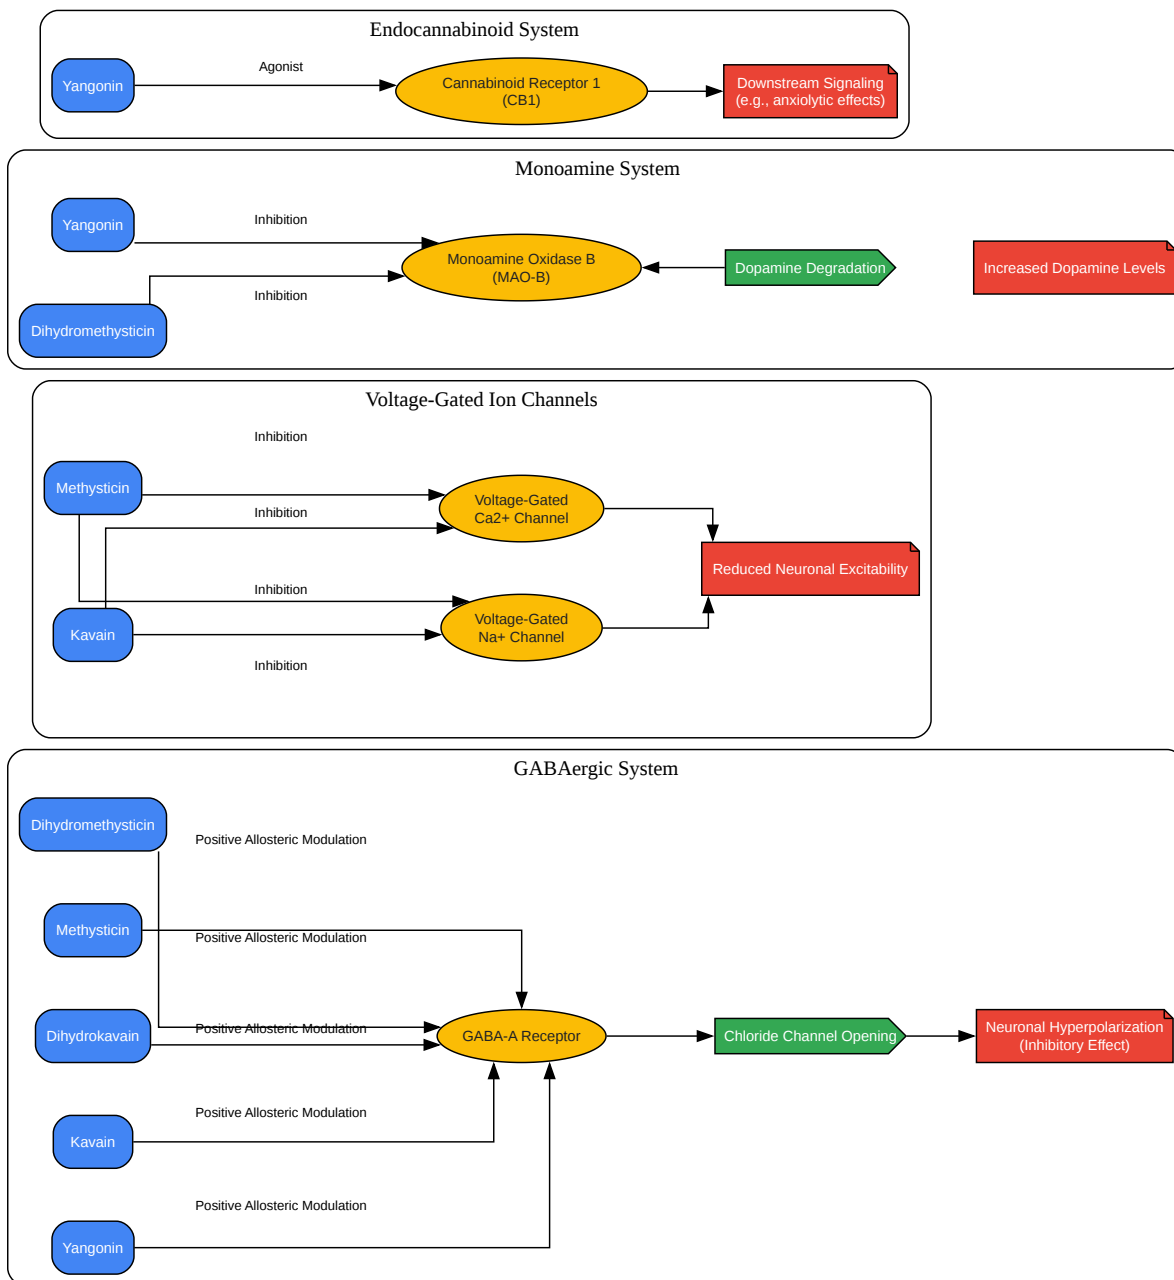 Endocannabinoid System
Yangonin
Agonist
Cannabinoid Receptor 1
(CB1)
Downstream Signaling
(e.g., anxiolytic effects)
Monoamine System
Yangonin
Inhibition
Monoamine Oxidase B
(MAO-B)
Dopamine Degradation
Increased Dopamine Levels
Inhibition
Dihydromethysticin
Voltage-Gated Ion Channels
Inhibition
Methysticin
Voltage-Gated
Ca2+ Channel
Inhibition
Reduced Neuronal Excitability
Inhibition
Kavain
Voltage-Gated
Na+ Channel
Inhibition
GABAergic System
Dihydromethysticin
Positive Allosteric Modulation
Methysticin
Positive Allosteric Modulation
Dihydrokavain
Positive Allosteric Modulation
GABA-A Receptor
Chloride Channel Opening
Neuronal Hyperpolarization
(Inhibitory Effect)
Positive Allosteric Modulation
Kavain
Positive Allosteric Modulation
Yangonin